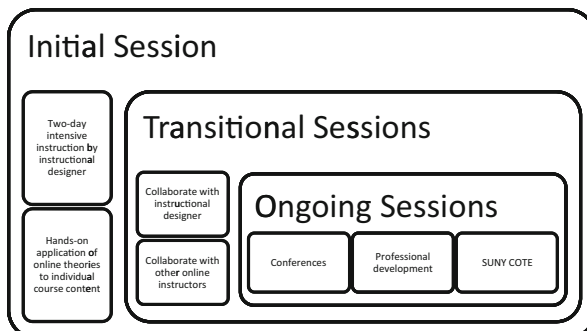 Initial Session
Two-day
intensive
instruction by
instructional
designer
Hands-on
application of
online theories
to individual
course content
Transitional Sessions
Collaborate with
instructional
designer
Collaborate with
other online
instructors
Ongoing Sessions
Conferences
Professional
development
SUNY COTE